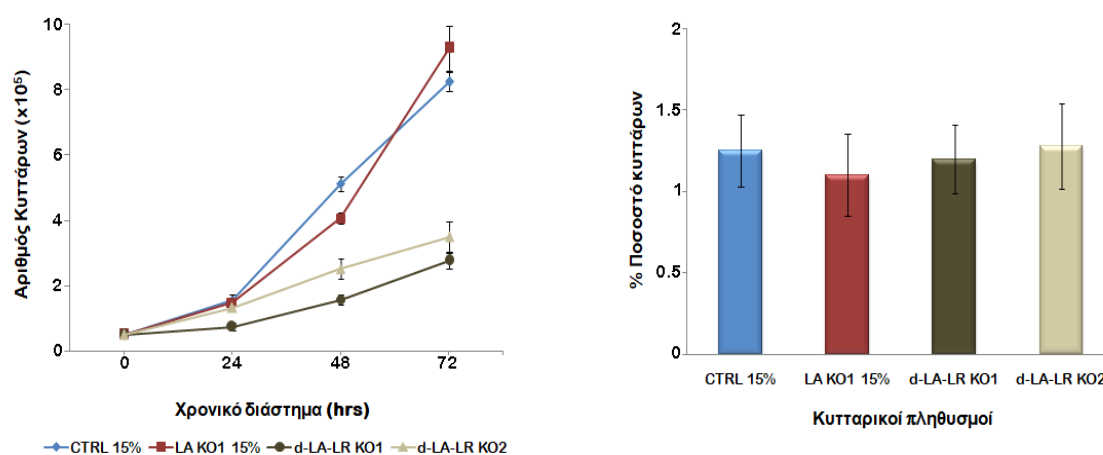 Αριθμός Κυττάρων (x10⁵)
10
8
6
4
2
0
0 24 48 72
Χρονικό διάστημα (hrs)
CTRL 15% LA KO1 15% d-LA-LR KO1 d-LA-LR KO2
% Ποσοστό κυττάρων
2
1.5
1
0.5
0
CTRL 15% LA KO1 15% d-LA-LR KO1 d-LA-LR KO2
Κυτταρικοί πληθυσμοί